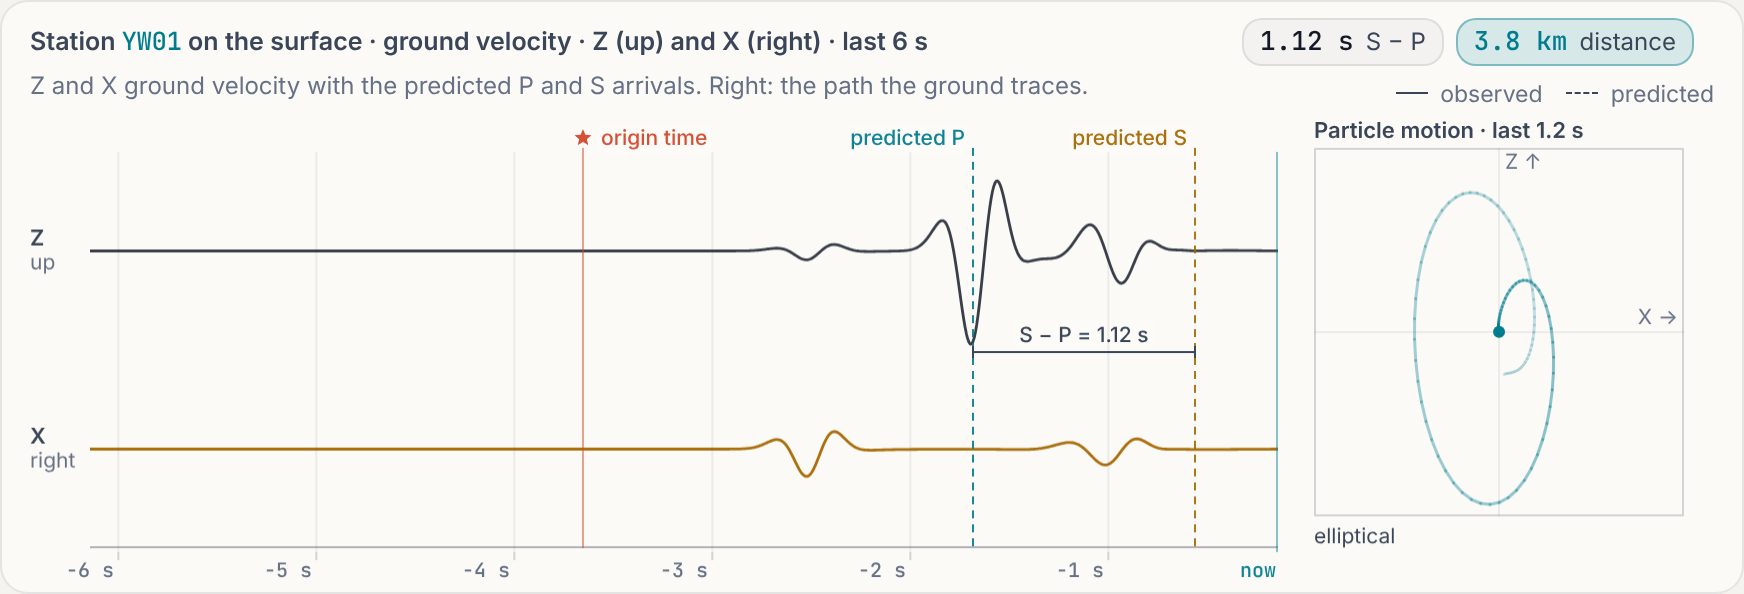 Station YW01 on the surface · ground velocity · Z (up) and X (right) · last 6 s
1.12 s S − P
3.8 km distance
Z and X ground velocity with the predicted P and S arrivals. Right: the path the ground traces.
observed
predicted
★ origin time
predicted P
predicted S
Particle motion · last 1.2 s
Z ↑
Z
up
X →
S − P = 1.12 s
X
right
elliptical
-6 s
-5 s
-4 s
-3 s
-2 s
-1 s
now